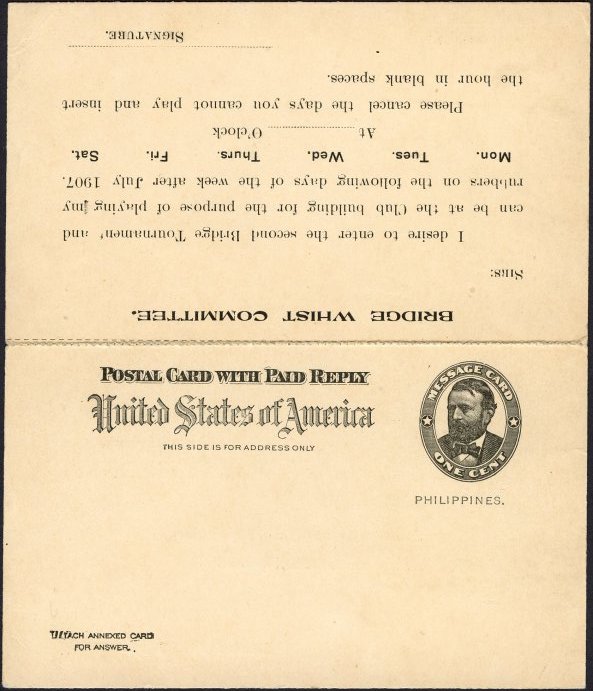 BRIDGE WHIST COMMITTEE.
SIRS:
I desire to enter the second Bridge Tournamen' and
can be at the Club building for the purpose of playing my
rubbers on the following days of the week after July 1907.
Mon. Tues. Wed. Thurs. Fri. Sat.
At ........................ O'clock
Please cancel the days you cannot play and insert
the hour in blank spaces.
SIGNATURE.
POSTAL CARD WITH PAID REPLY
United States of America
THIS SIDE IS FOR ADDRESS ONLY
MESSAGE CARD
ONE CENT
PHILIPPINES.
DETACH ANNEXED CARD
FOR ANSWER.